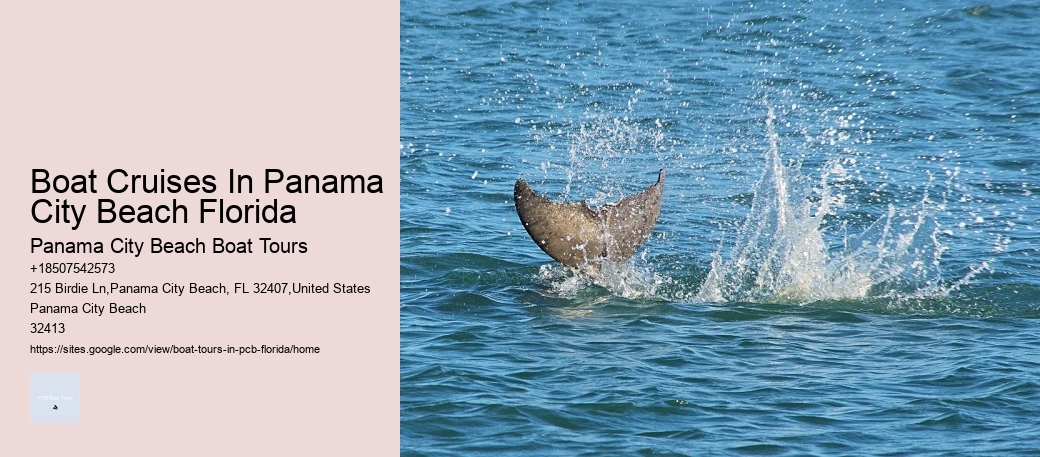 Boat Cruises In Panama
City Beach Florida
Panama City Beach Boat Tours
+18507542573
215 Birdie Ln,Panama City Beach, FL 32407,United States
Panama City Beach
32413
https://sites.google.com/view/boat-tours-in-pcb-florida/home